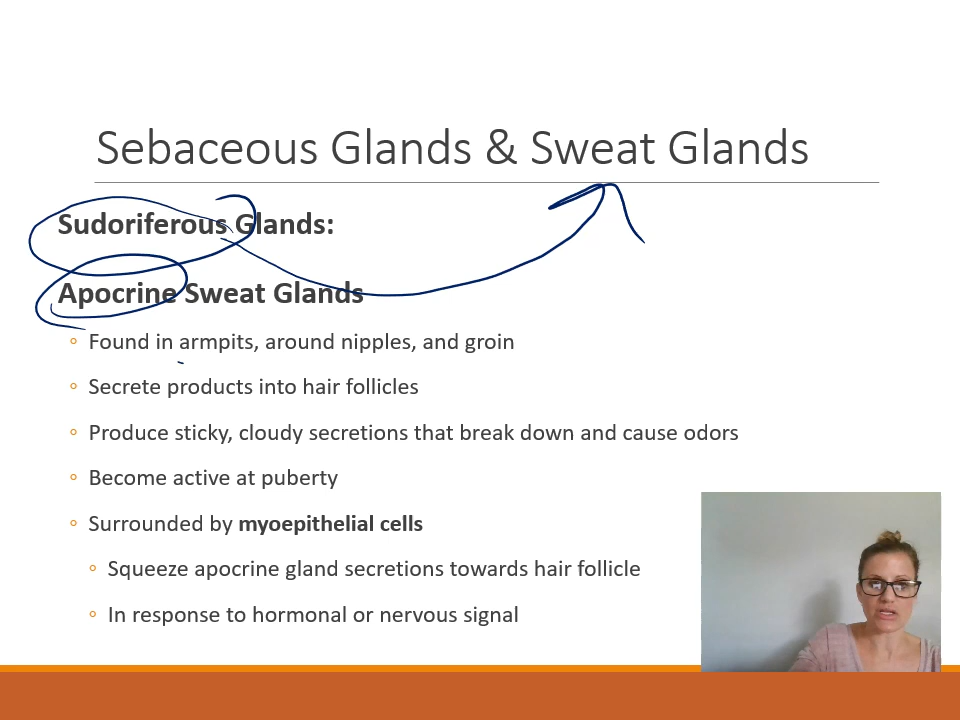 Sebaceous Glands & Sweat Glands
Sudoriferous Glands:
Apocrine Sweat Glands
◦ Found in armpits, around nipples, and groin
◦ Secrete products into hair follicles
◦ Produce sticky, cloudy secretions that break down and cause odors
◦ Become active at puberty
◦ Surrounded by myoepithelial cells
◦ Squeeze apocrine gland secretions towards hair follicle
◦ In response to hormonal or nervous signal